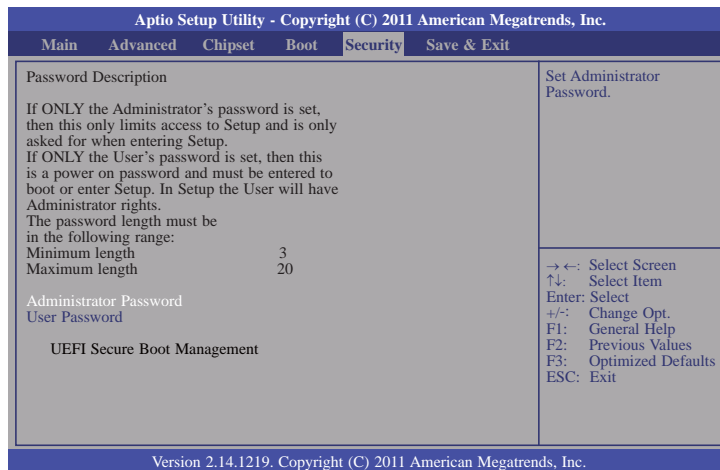 Aptio Setup Utility - Copyright (C) 2011 American Megatrends, Inc.
Main Advanced Chipset Boot Security Save & Exit
Password Description
If ONLY the Administrator's password is set,
then this only limits access to Setup and is only
asked for when entering Setup.
If ONLY the User's password is set, then this
is a power on password and must be entered to
boot or enter Setup. In Setup the User will have
Administrator rights.
The password length must be
in the following range:
Minimum length 3
Maximum length 20
Administrator Password
User Password
UEFI Secure Boot Management
Set Administrator
Password.
→ ←: Select Screen
↑↓: Select Item
Enter: Select
+/-: Change Opt.
F1: General Help
F2: Previous Values
F3: Optimized Defaults
ESC: Exit
Version 2.14.1219. Copyright (C) 2011 American Megatrends, Inc.